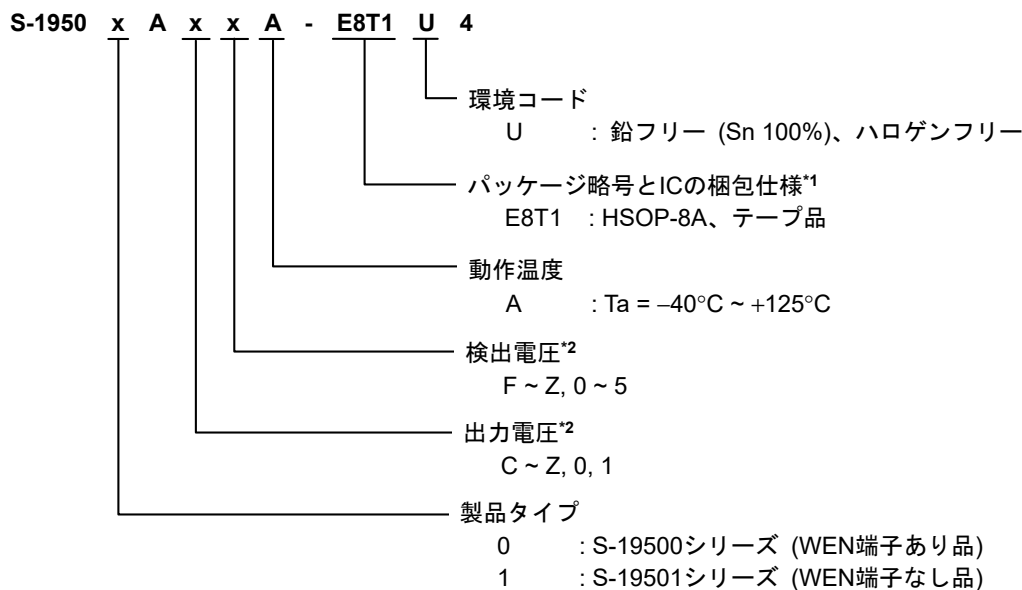 S-1950 x A x x A - E8T1 U 4
環境コード
U : 鉛フリー (Sn 100%)、ハロゲンフリー
パッケージ略号とICの梱包仕様*1
E8T1 : HSOP-8A、テープ品
動作温度
A : Ta = −40°C ~ +125°C
検出電圧*2
F ~ Z, 0 ~ 5
出力電圧*2
C ~ Z, 0, 1
製品タイプ
0 : S-19500シリーズ (WEN端子あり品)
1 : S-19501シリーズ (WEN端子なし品)